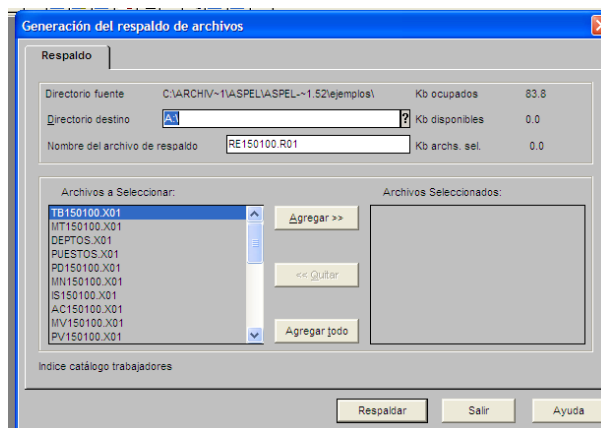 Generación del respaldo de archivos
Respaldo
Directorio fuente C:\ARCHIV~1\ASPEL\ASPEL-~1.52\ejemplos\ Kb ocupados 83.8
Directorio destino A:\ ? Kb disponibles 0.0
Nombre del archivo de respaldo RE150100.R01 Kb archs. sel. 0.0
Archivos a Seleccionar: Archivos Seleccionados:
TB150100.X01
MT150100.X01
DEPTOS.X01
PUESTOS.X01
PD150100.X01
MN150100.X01
IS150100.X01
AC150100.X01
MV150100.X01
PV150100.X01
Agregar >>
<< Quitar
Agregar todo
Indice catálogo trabajadores
Respaldar Salir Ayuda